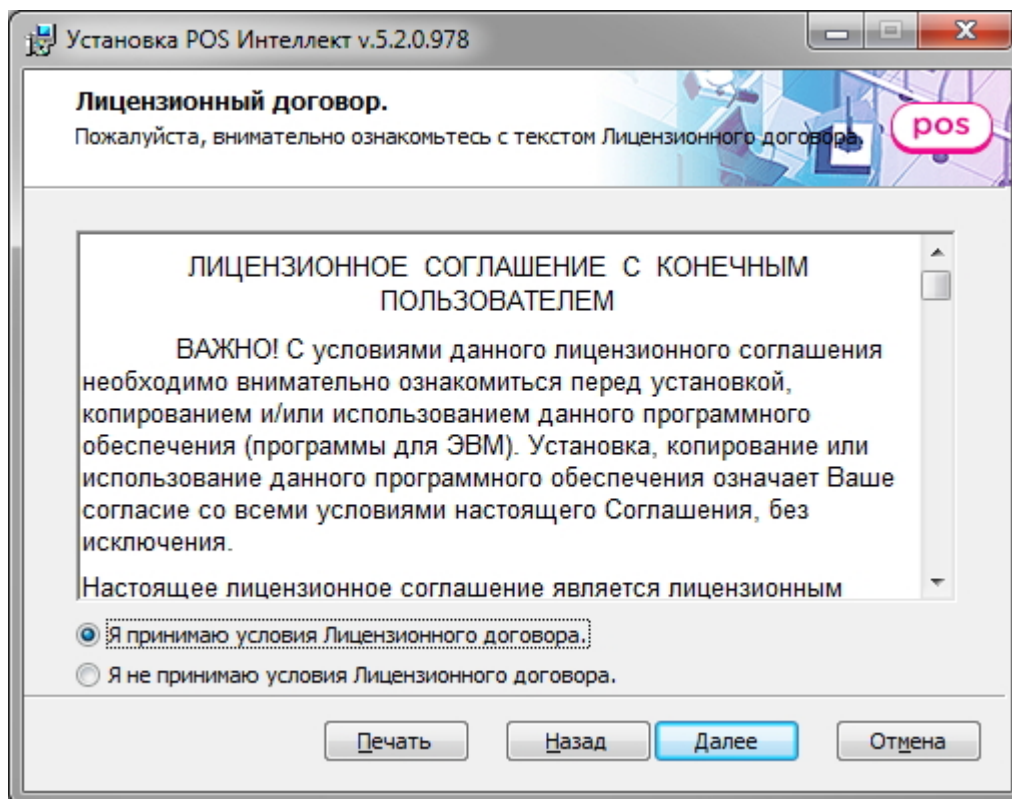 Установка POS Интеллект v.5.2.0.978
Лицензионный договор.
Пожалуйста, внимательно ознакомьтесь с текстом Лицензионного договора.
pos
ЛИЦЕНЗИОННОЕ СОГЛАШЕНИЕ С КОНЕЧНЫМ
ПОЛЬЗОВАТЕЛЕМ
ВАЖНО! С условиями данного лицензионного соглашения
необходимо внимательно ознакомиться перед установкой,
копированием и/или использованием данного программного
обеспечения (программы для ЭВМ). Установка, копирование или
использование данного программного обеспечения означает Ваше
согласие со всеми условиями настоящего Соглашения, без
исключения.
Настоящее лицензионное соглашение является лицензионным
Я принимаю условия Лицензионного договора.
Я не принимаю условия Лицензионного договора.
Печать
Назад
Далее
Отмена